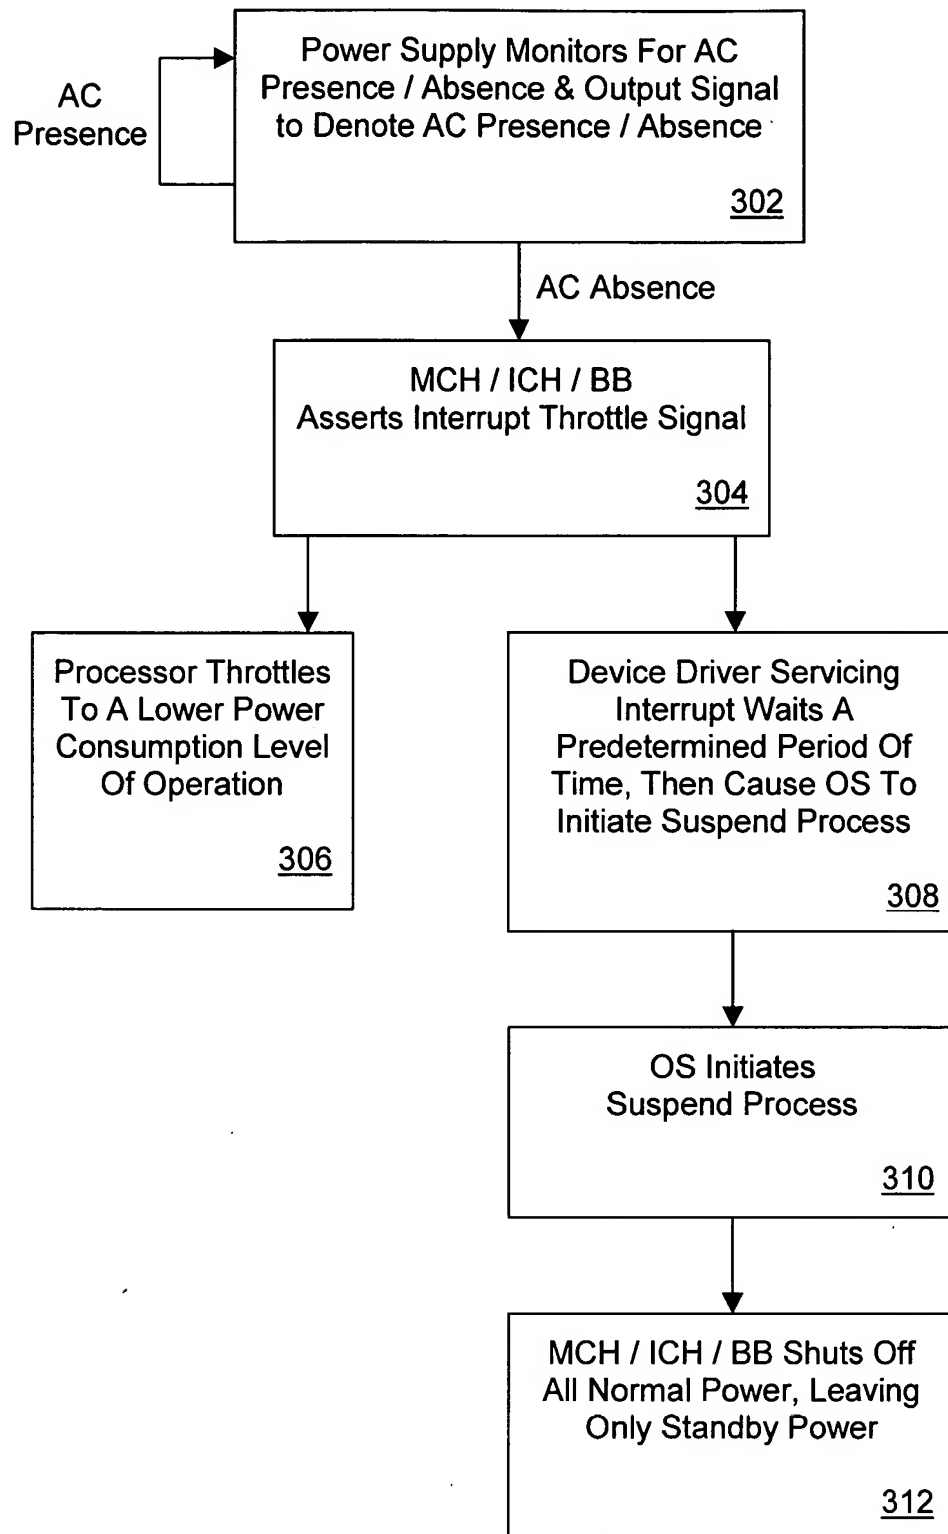 Power Supply Monitors For AC
Presence / Absence & Output Signal
to Denote AC Presence / Absence
302
AC
Presence
AC Absence
MCH / ICH / BB
Asserts Interrupt Throttle Signal
304
Processor Throttles
To A Lower Power
Consumption Level
Of Operation
306
Device Driver Servicing
Interrupt Waits A
Predetermined Period Of
Time, Then Cause OS To
Initiate Suspend Process
308
OS Initiates
Suspend Process
310
MCH / ICH / BB Shuts Off
All Normal Power, Leaving
Only Standby Power
312